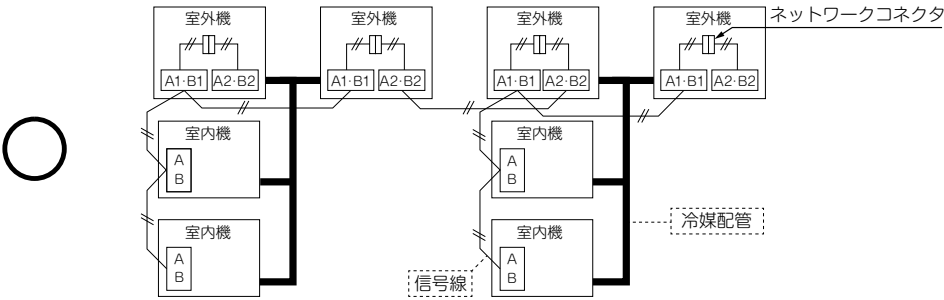 室外機
室外機
室外機
室外機
ネットワークコネクタ
A1･B1 A2･B2
A1･B1 A2･B2
A1･B1 A2･B2
A1･B1 A2･B2
室内機
A
B
室内機
A
B
冷媒配管
室内機
A
B
室内機
A
B
信号線